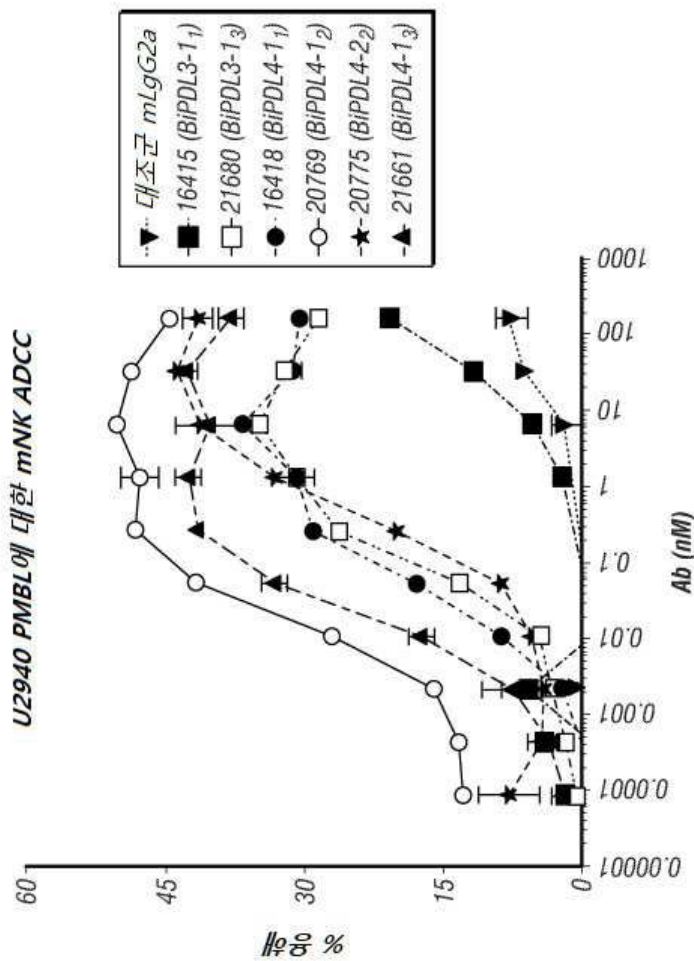 U2940 PMBL에 대한 mNK ADCC
60
45
30
15
0
용해 %
0.00001
0.0001
0.001
0.01
0.1
1
10
100
1000
Ab (nM)
대조군 mLgG2a
16415 (BiPDL3-1₁)
21680 (BiPDL3-1₃)
16418 (BiPDL4-1₁)
20769 (BiPDL4-1₂)
20775 (BiPDL4-2₂)
21661 (BiPDL4-1₃)